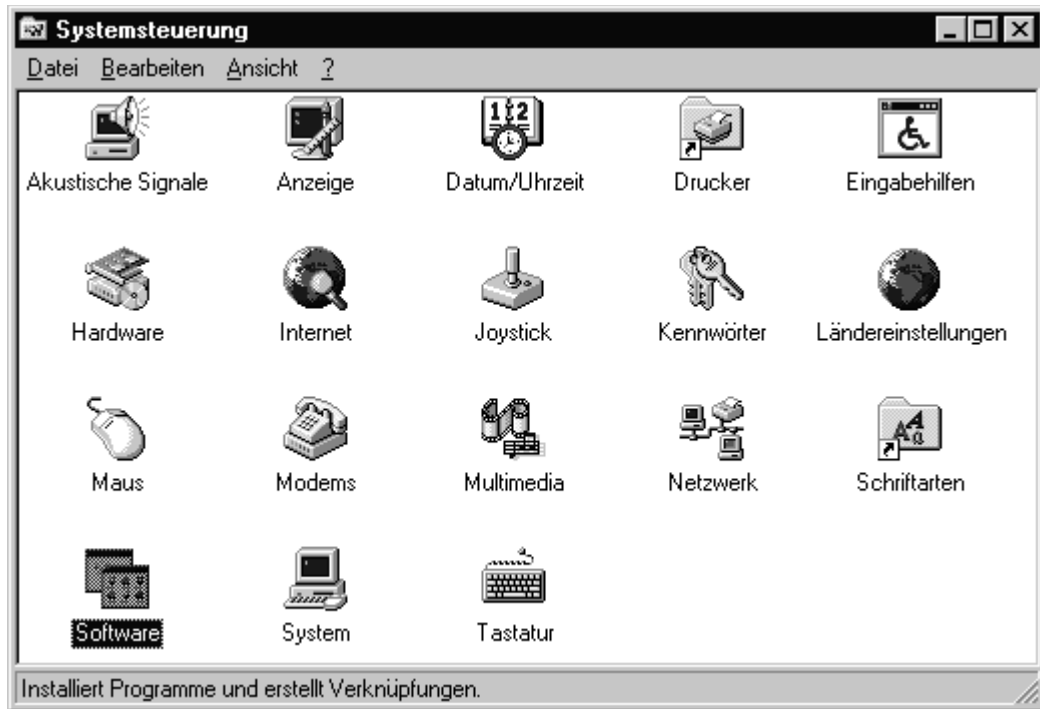 Systemsteuerung
Datei Bearbeiten Ansicht ?
Akustische Signale Anzeige Datum/Uhrzeit Drucker Eingabehilfen
Hardware Internet Joystick Kennwörter Ländereinstellungen
Maus Modems Multimedia Netzwerk Schriftarten
Software System Tastatur
Installiert Programme und erstellt Verknüpfungen.